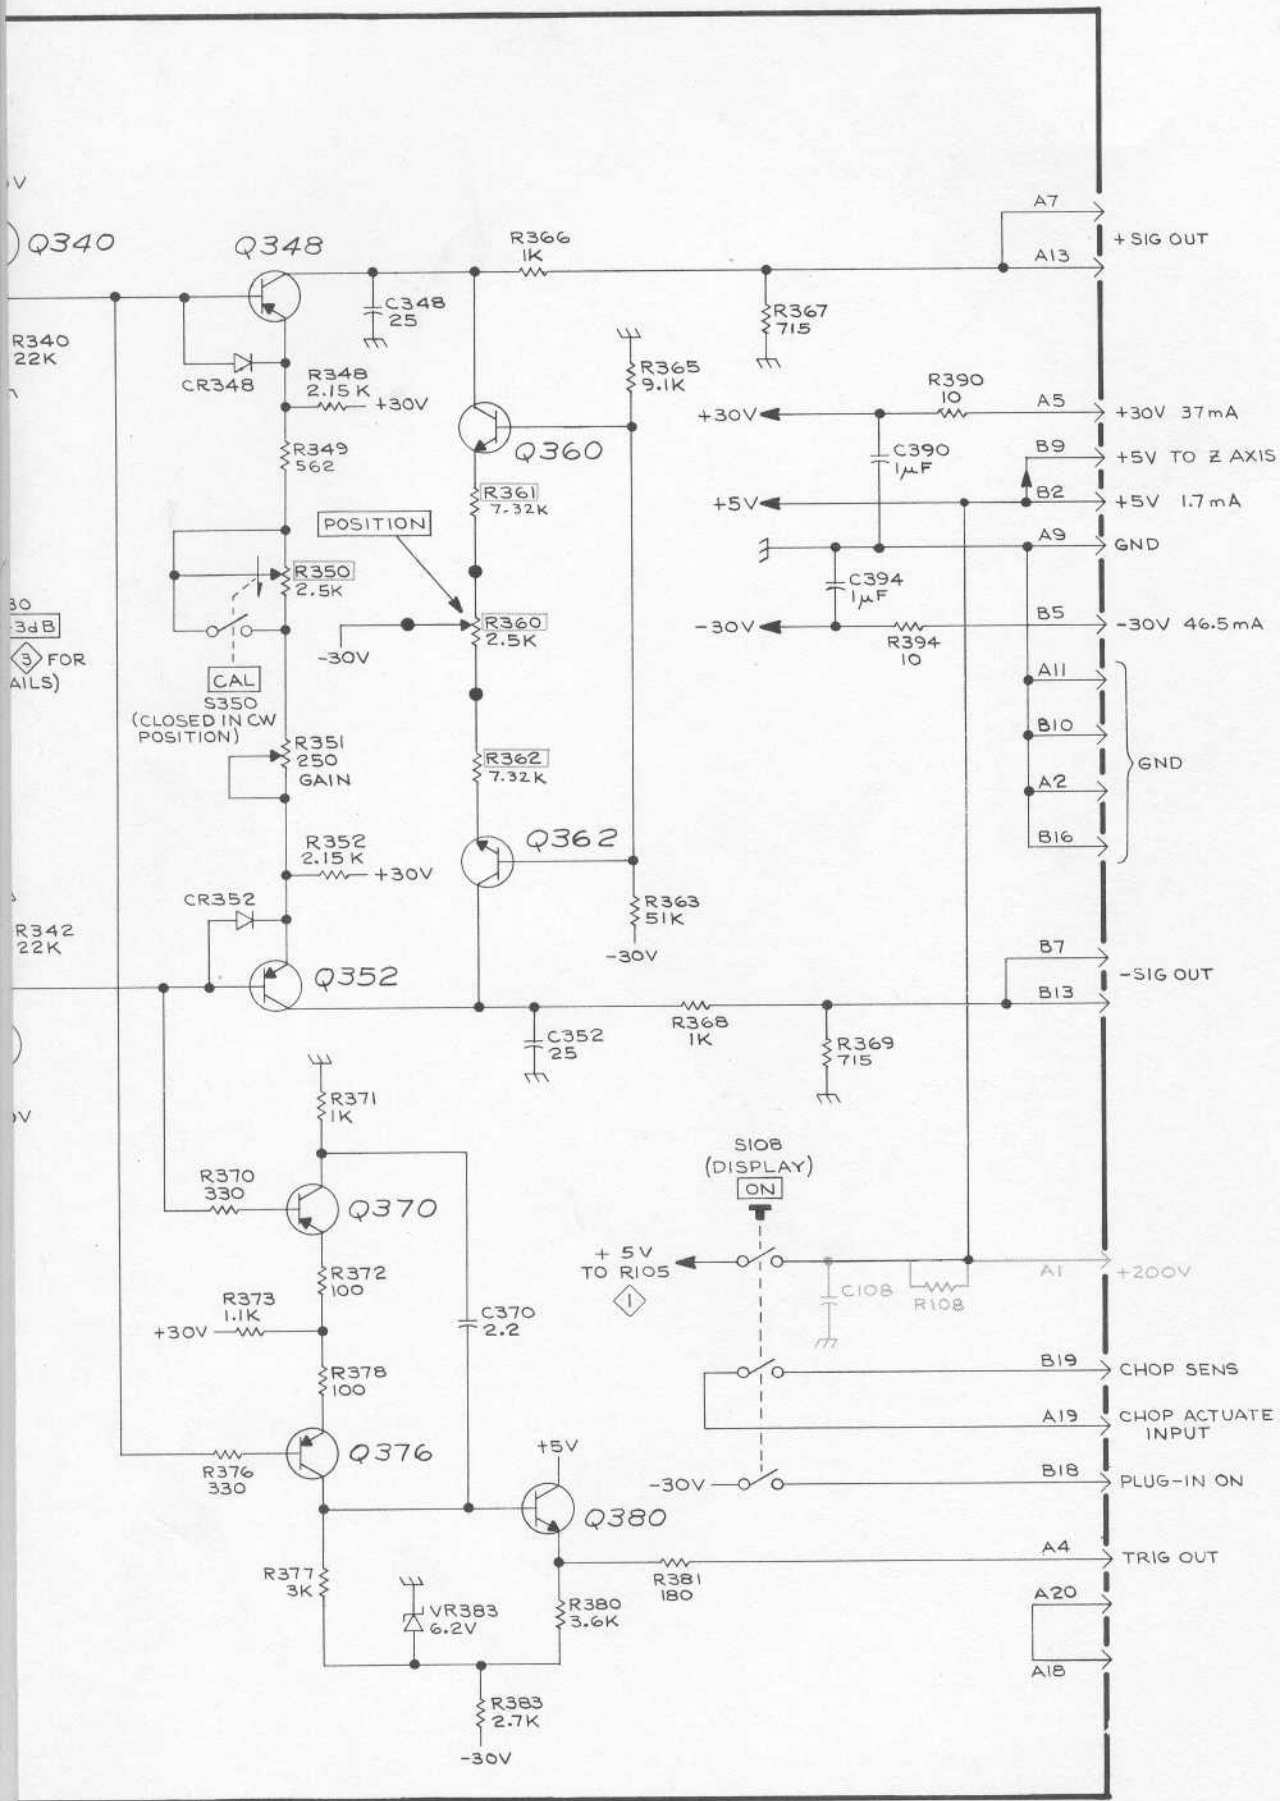 V
Q340
Q348
R366
1K
A7
+ SIG OUT
A13
C348
25
R367
715
R340
22K
CR348
R348
2.15 K
+30V
R365
9.1K
R390
10
+30V
A5
+30V 37mA
R349
562
Q360
C390
1µF
B9
+5V TO Z AXIS
R361
7.32K
POSITION
+5V
B2
+5V 1.7mA
A9
GND
R350
2.5K
C394
1µF
30
-3dB
3 FOR
AILS)
-30V
R360
2.5K
-30V
R394
10
B5
-30V 46.5mA
CAL
S350
(CLOSED IN CW
POSITION)
A11
B10
GND
A2
B16
R351
250
GAIN
R362
7.32K
R352
2.15 K
+30V
Q362
CR352
R342
22K
R363
51K
-30V
Q352
B7
-SIG OUT
B13
C352
25
R368
1K
R369
715
R371
1K
V
S108
(DISPLAY)
ON
R370
330
Q370
+ 5V
TO R105
1
C108
R108
A1
+200V
R372
100
R373
1.1K
+30V
C370
2.2
R378
100
B19
CHOP SENS
A19
CHOP ACTUATE
INPUT
R376
330
Q376
+5V
-30V
B18
PLUG-IN ON
Q380
R377
3K
VR383
6.2V
R380
3.6K
R381
180
A4
TRIG OUT
A20
A18
R383
2.7K
-30V